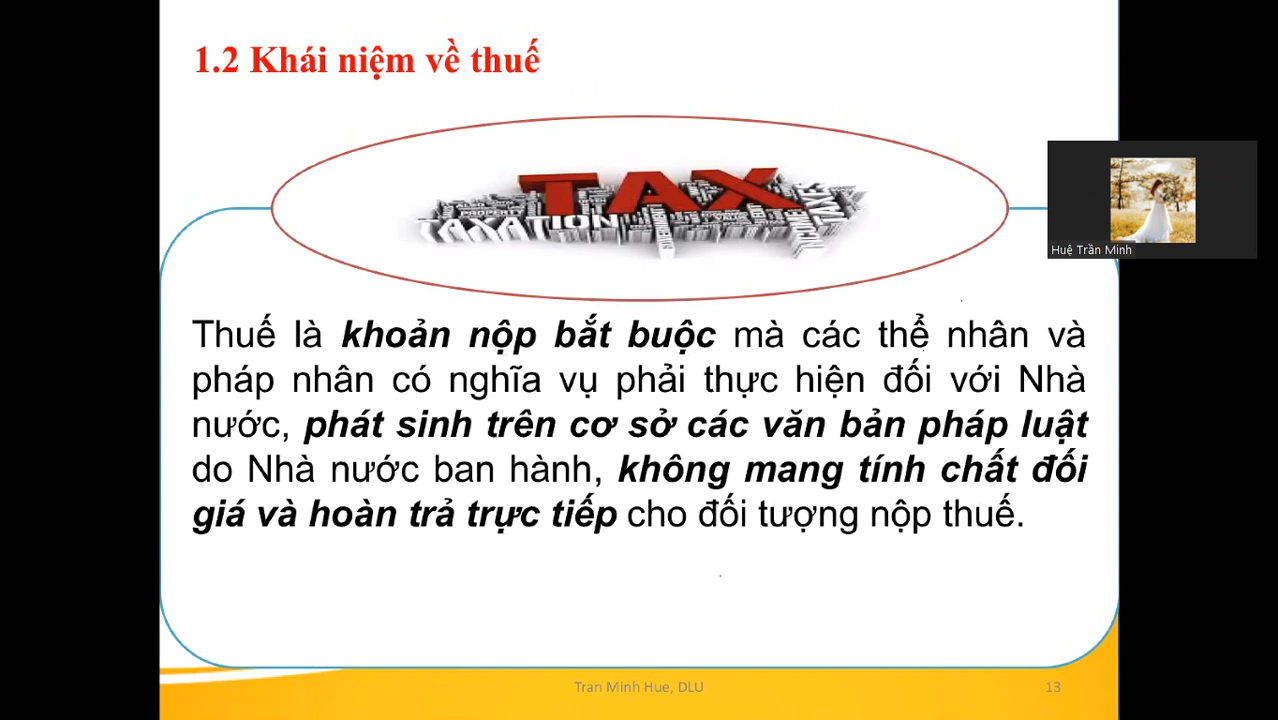 1.2 Khái niệm về thuế
TAX
TAXATION
PROPERTY
INCOME
TAXES
Huệ Trần Minh
Thuế là khoản nộp bắt buộc mà các thể nhân và
pháp nhân có nghĩa vụ phải thực hiện đối với Nhà
nước, phát sinh trên cơ sở các văn bản pháp luật
do Nhà nước ban hành, không mang tính chất đối
giá và hoàn trả trực tiếp cho đối tượng nộp thuế.
Tran Minh Hue, DLU
13